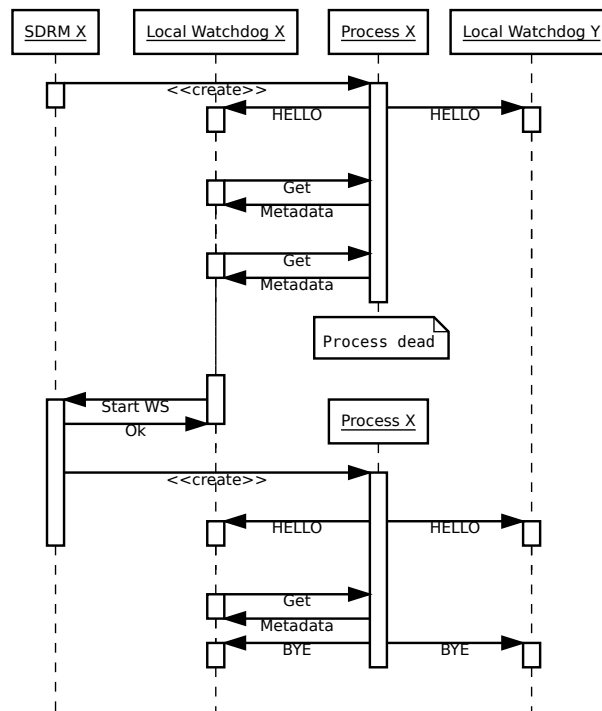 SDRM X
Local Watchdog X
Process X
Local Watchdog Y
<<create>>
HELLO
HELLO
Get
Metadata
Get
Metadata
Process dead
Start WS
Ok
Process X
<<create>>
HELLO
HELLO
Get
Metadata
BYE
BYE